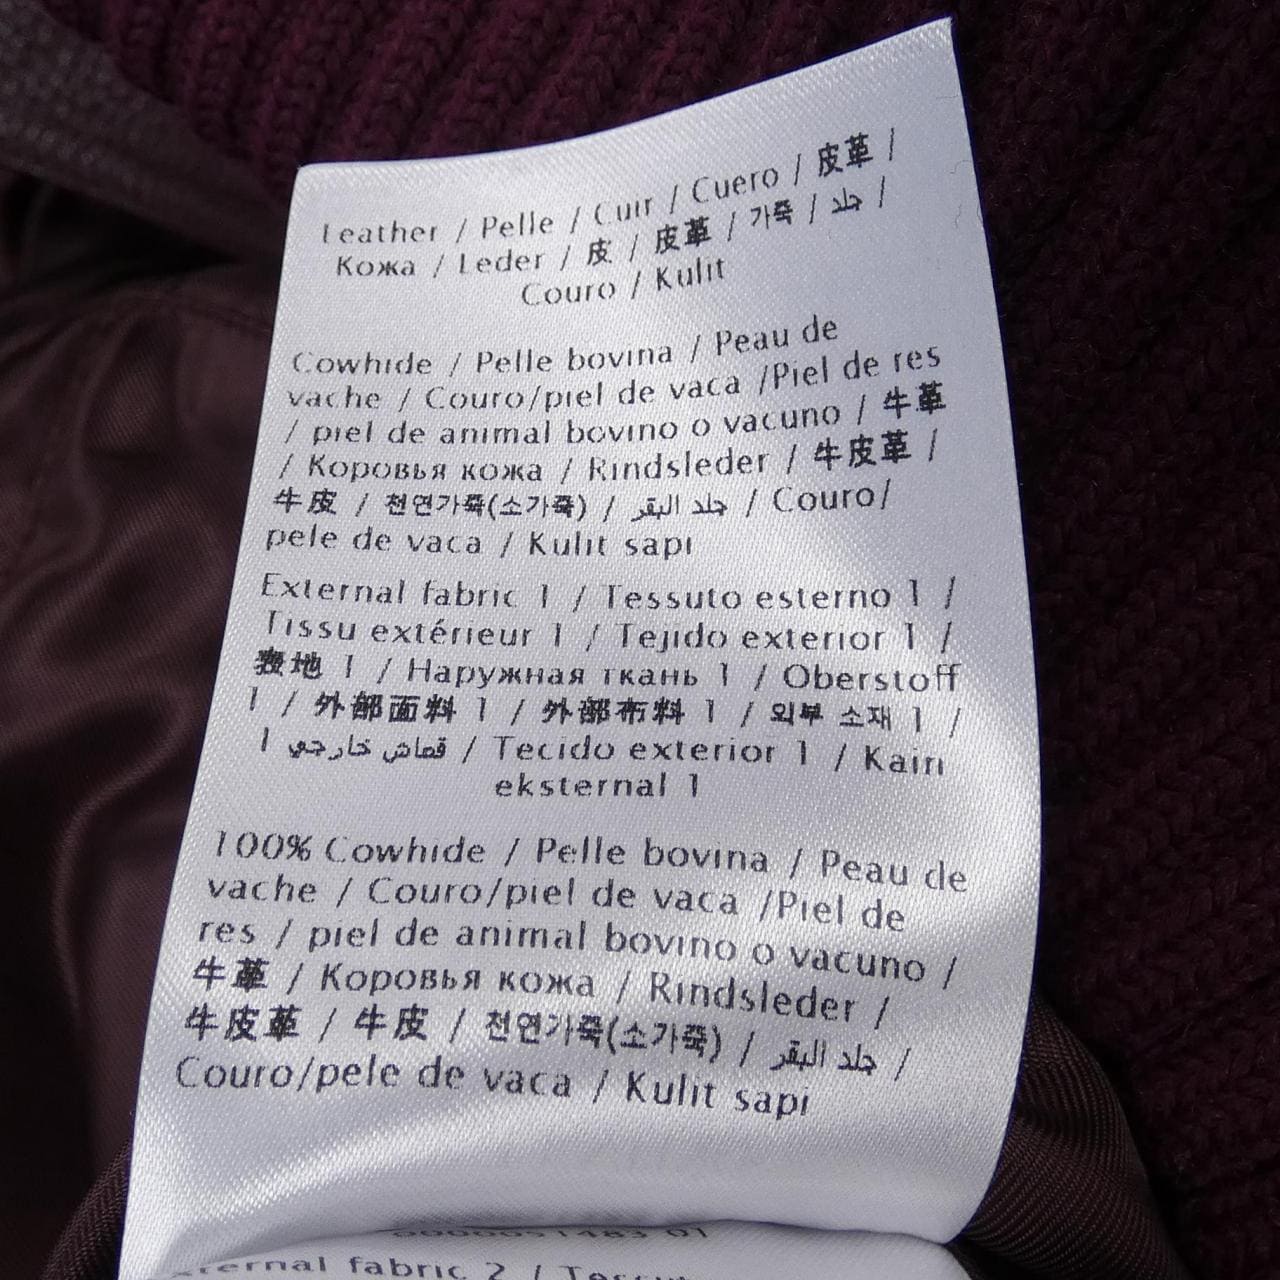 Leather / Pelle / Cuir / Cuero / 皮革 /
Кожа / Leder / 皮 / 皮革 / 가죽 / جلد /
Couro / Kulit
Cowhide / Pelle bovina / Peau de
vache / Couro/piel de vaca /Piel de res
/ piel de animal bovino o vacuno / 牛革
/ Коровья кожа / Rindsleder / 牛皮革 /
牛皮 / 천연가죽(소가죽) / جلد البقر / Couro/
pele de vaca / Kulit sapi
External fabric 1 / Tessuto esterno 1 /
Tissu extérieur 1 / Tejido exterior 1 /
表地 1 / Наружная ткань 1 / Oberstoff
1 / 外部面料 1 / 外部布料 1 / 외부 소재 1 /
قماش خارجي 1 / Tecido exterior 1 / Kain
eksternal 1
100% Cowhide / Pelle bovina / Peau de
vache / Couro/piel de vaca /Piel de
res / piel de animal bovino o vacuno /
牛革 / Коровья кожа / Rindsleder /
牛皮革 / 牛皮 / 천연가죽(소가죽) / جلد البقر /
Couro/pele de vaca / Kulit sapi
External fabric 2 /